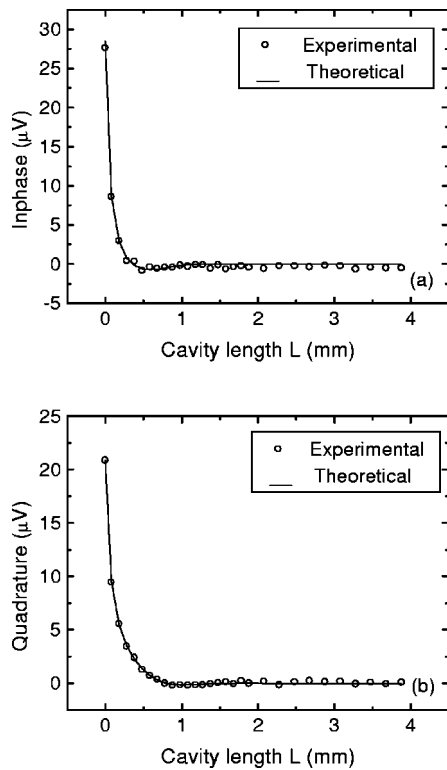 30
25
20
15
10
5
0
-5
Experimental
Theoretical
Inphase (μV)
(a)
0 1 2 3 4
Cavity length L (mm)
25
20
15
10
5
0
Experimental
Theoretical
Quadrature (μV)
(b)
0 1 2 3 4
Cavity length L (mm)